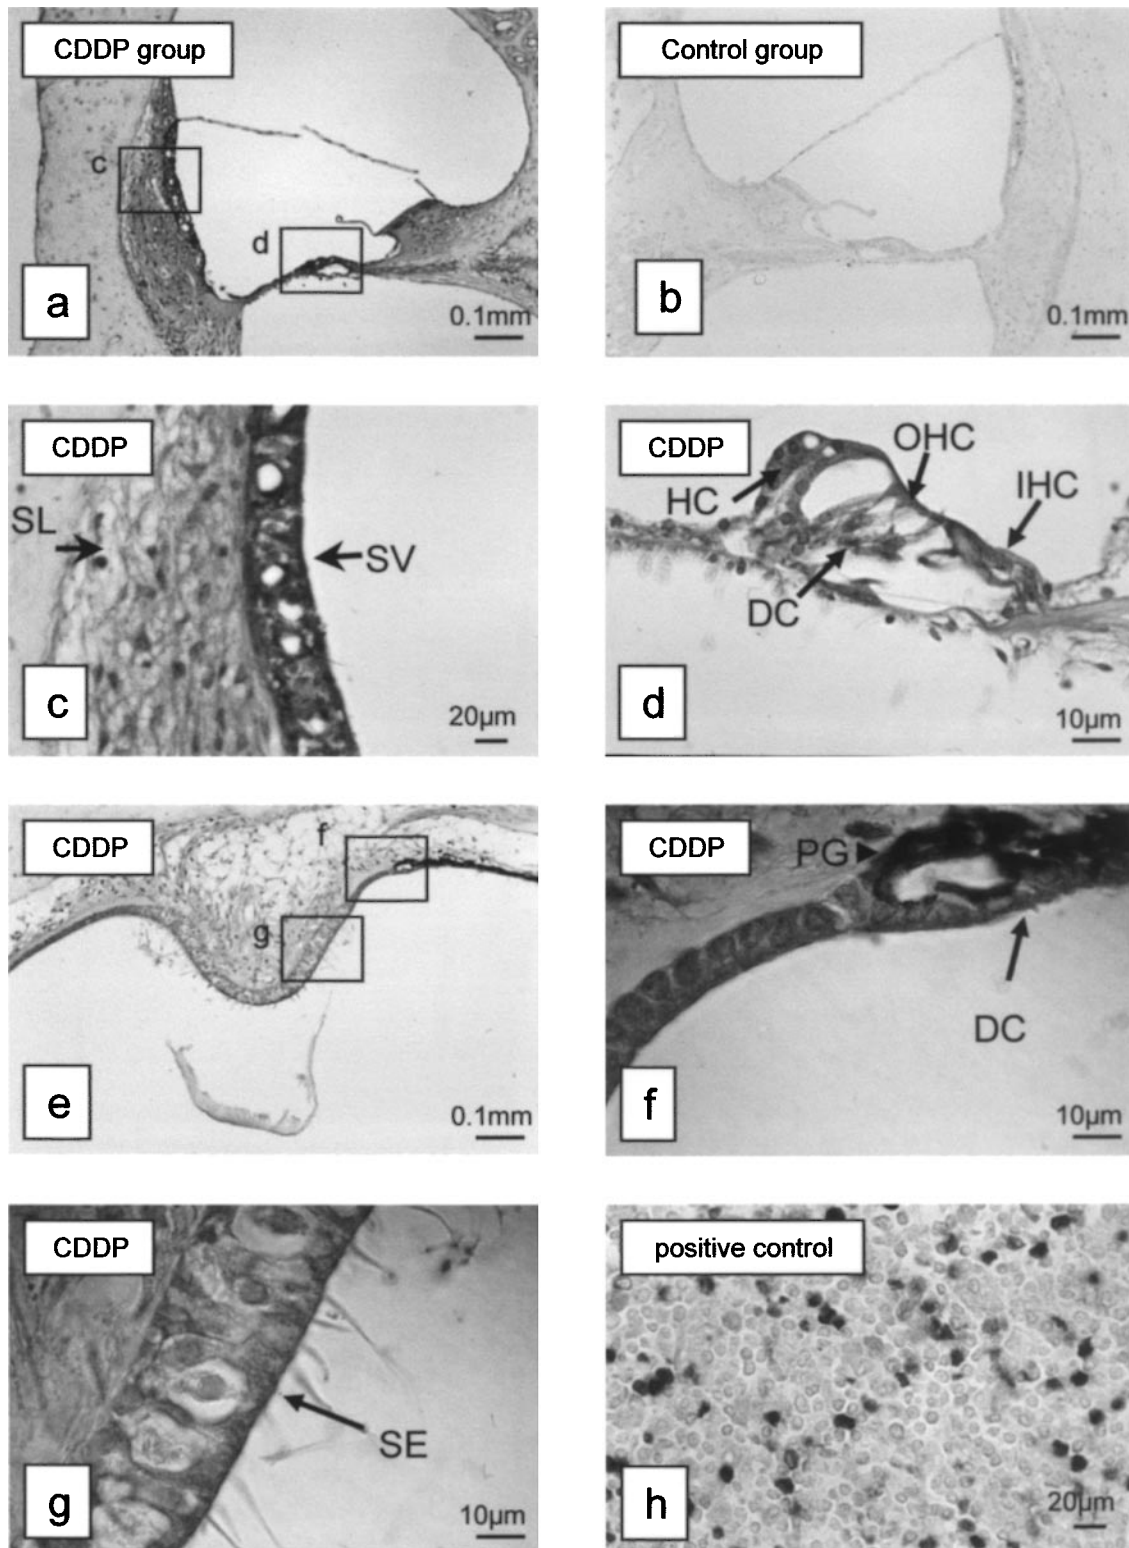 CDDP group
c
d
a
0.1mm
Control group
b
0.1mm
CDDP
SL
SV
c
20µm
CDDP
OHC
HC
IHC
DC
d
10µm
CDDP
f
g
e
0.1mm
CDDP
PG
DC
f
10µm
CDDP
SE
g
10µm
positive control
h
20µm